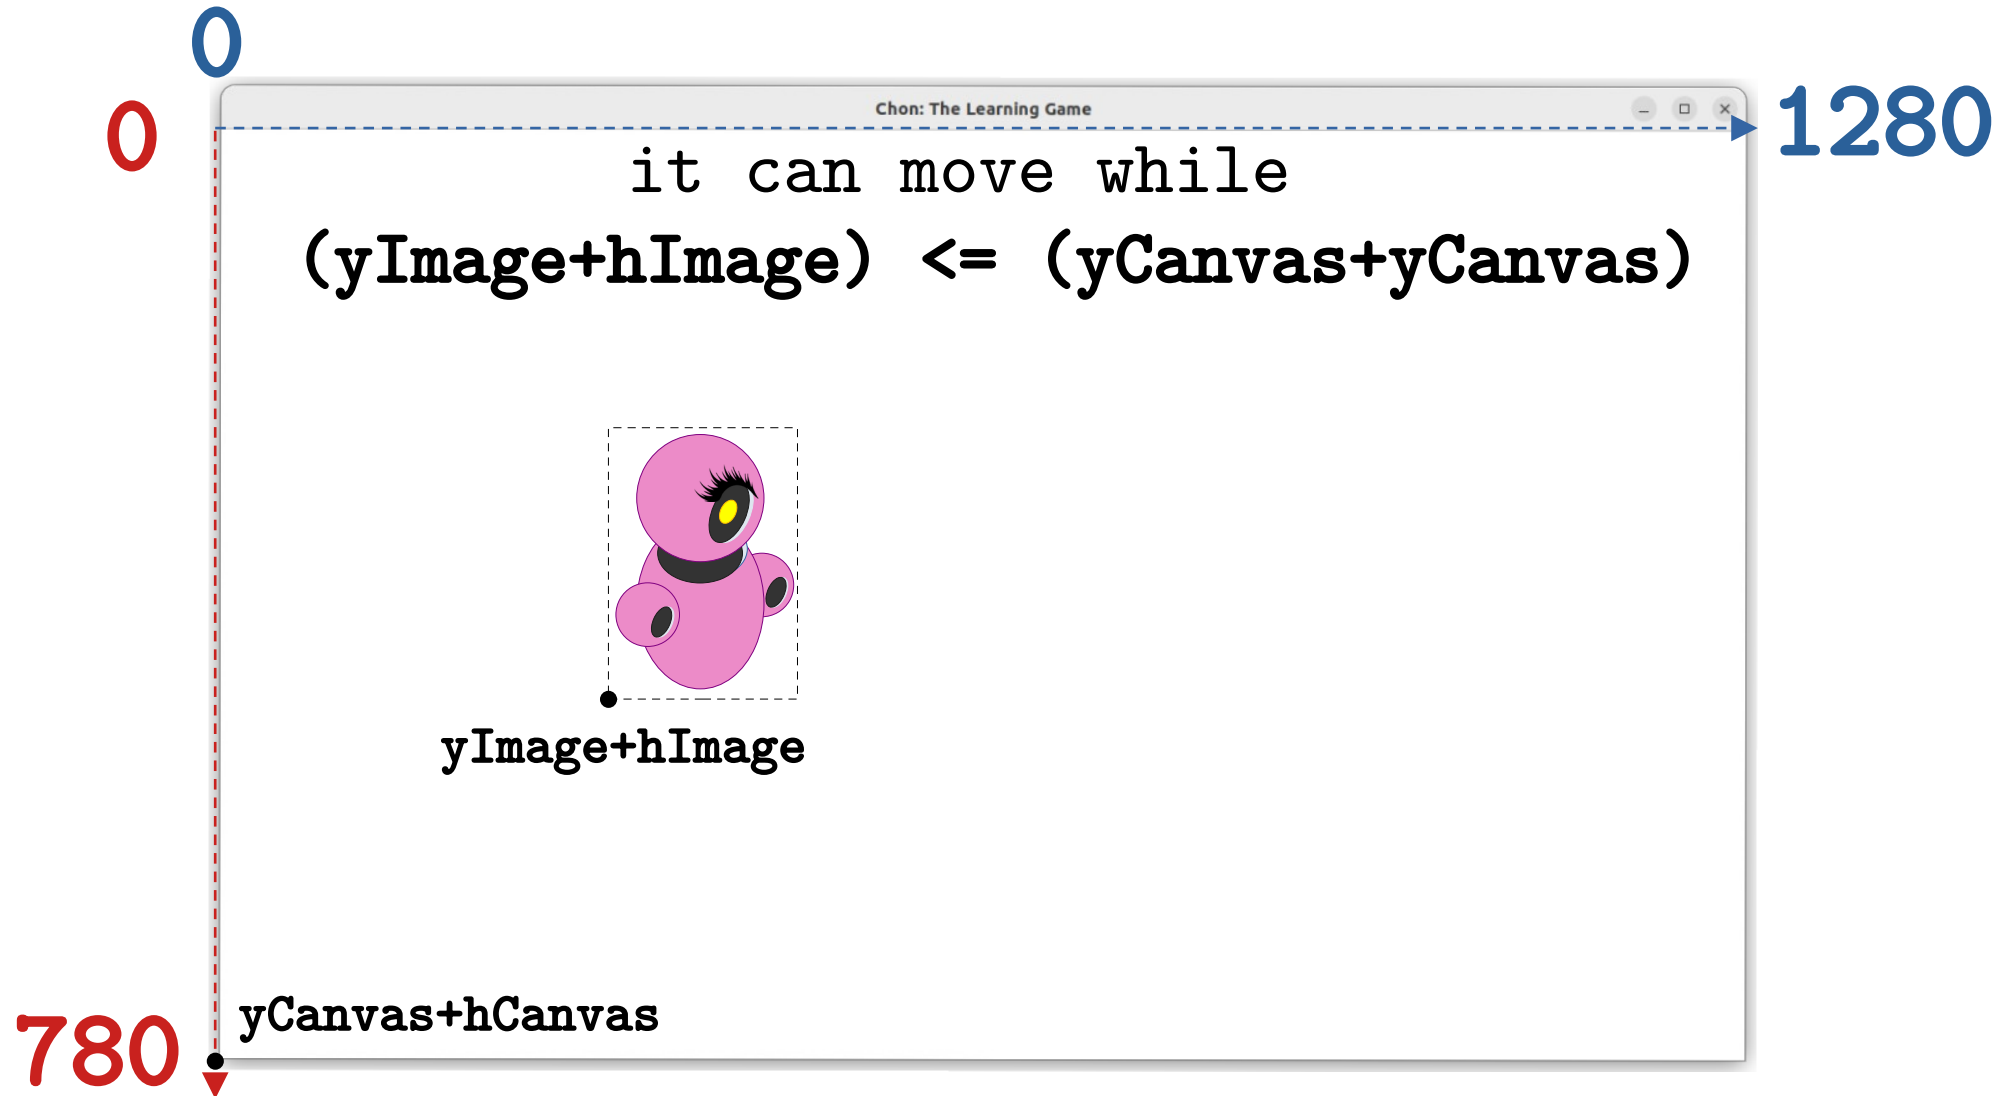 0
0
Chon: The Learning Game
1280
it can move while
(yImage+hImage) <= (yCanvas+yCanvas)
yImage+hImage
yCanvas+hCanvas
780